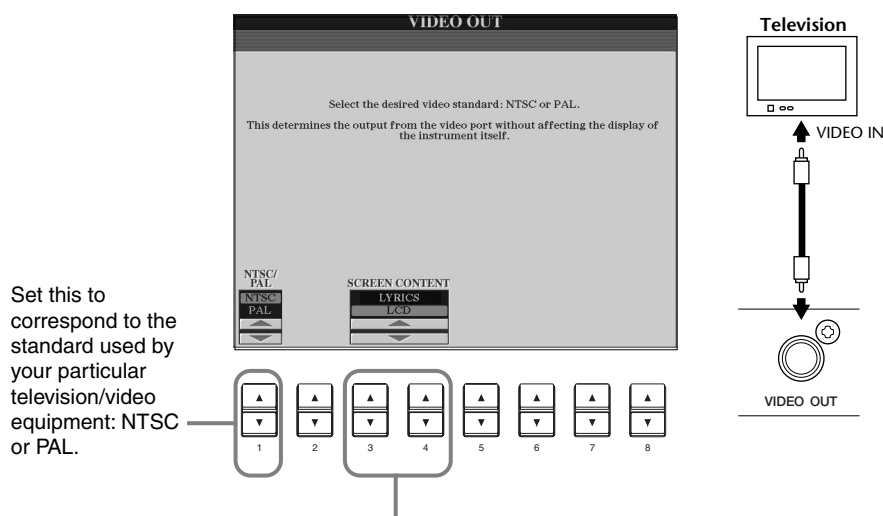 VIDEO OUT
Select the desired video standard: NTSC or PAL.
This determines the output from the video port without affecting the display of
the instrument itself.
NTSC/
PAL
NTSC
PAL
SCREEN CONTENT
LYRICS
LCD
Set this to
correspond to the
standard used by
your particular
television/video
equipment: NTSC
or PAL.
1 2 3 4 5 6 7 8
Television
VIDEO IN
VIDEO OUT